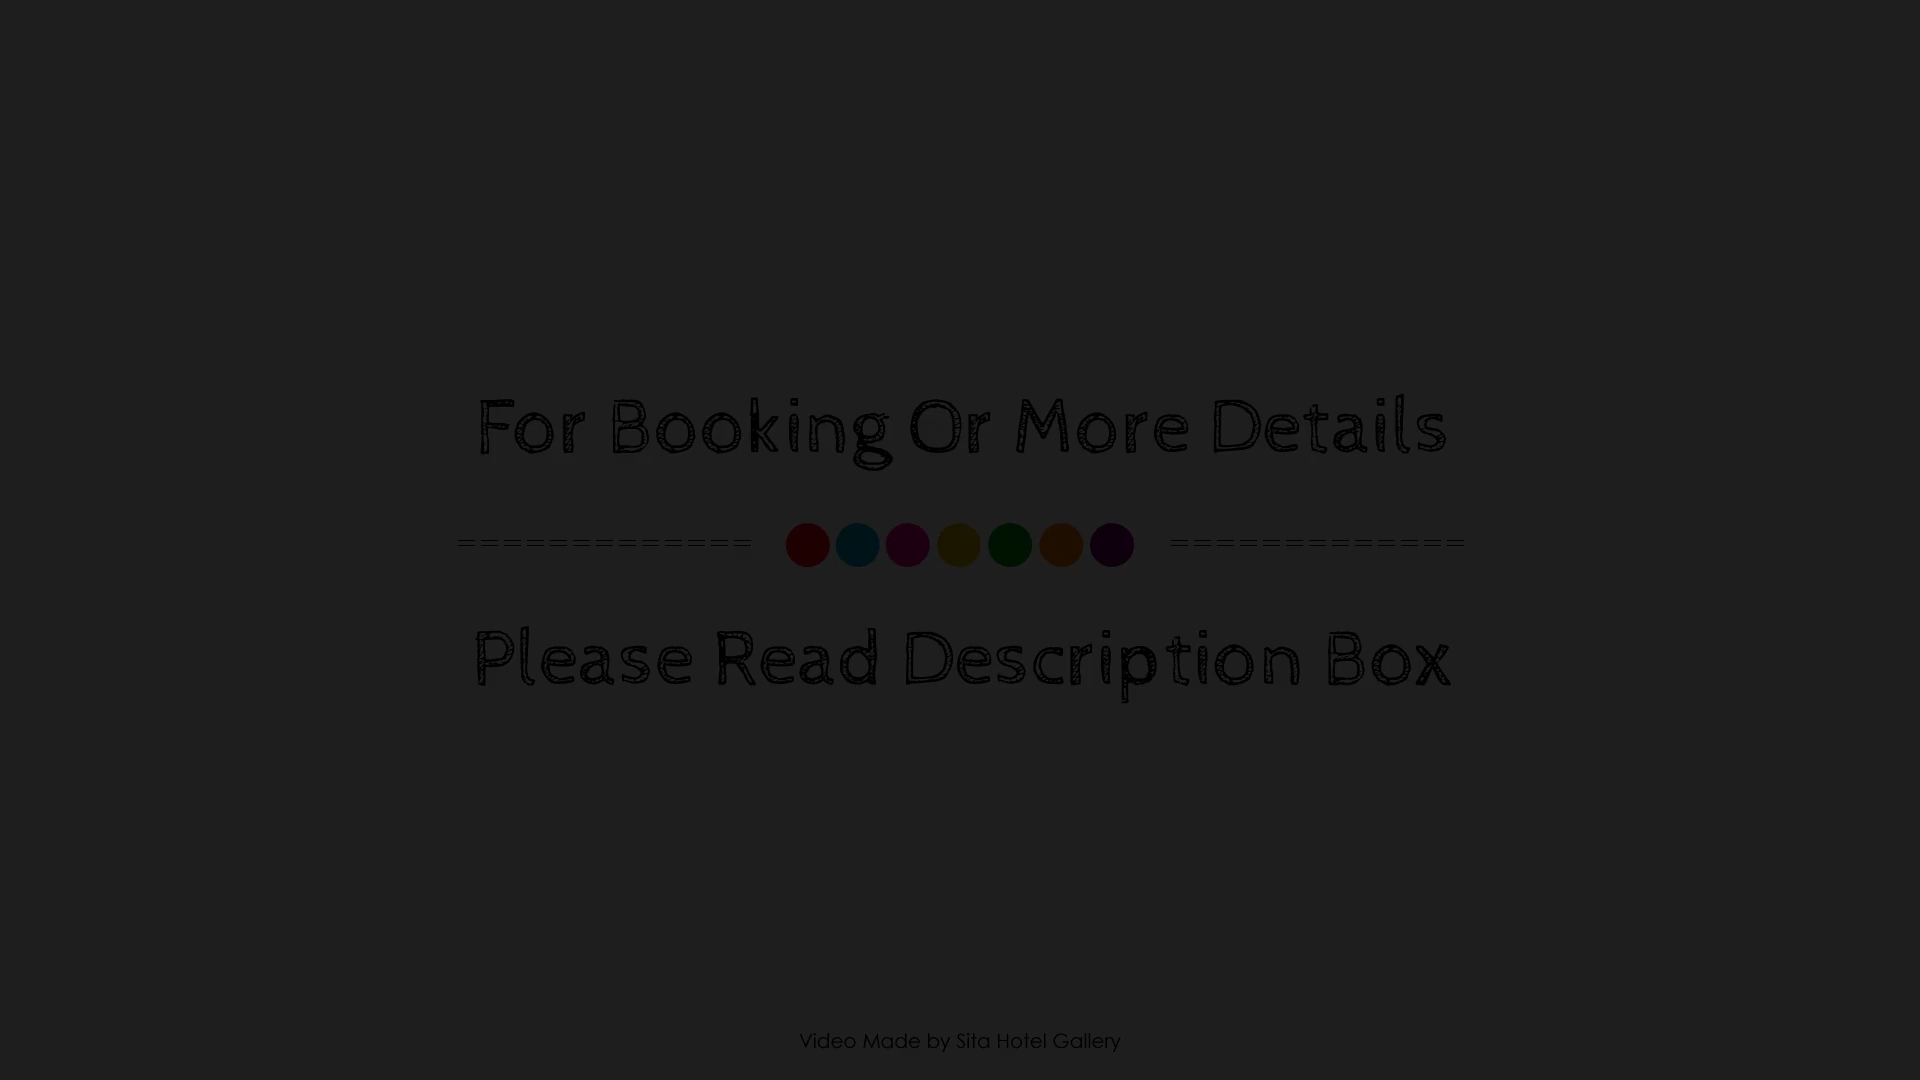 For Booking Or More Details
============= =============
Please Read Description Box
Video Made by Sita Hotel Gallery